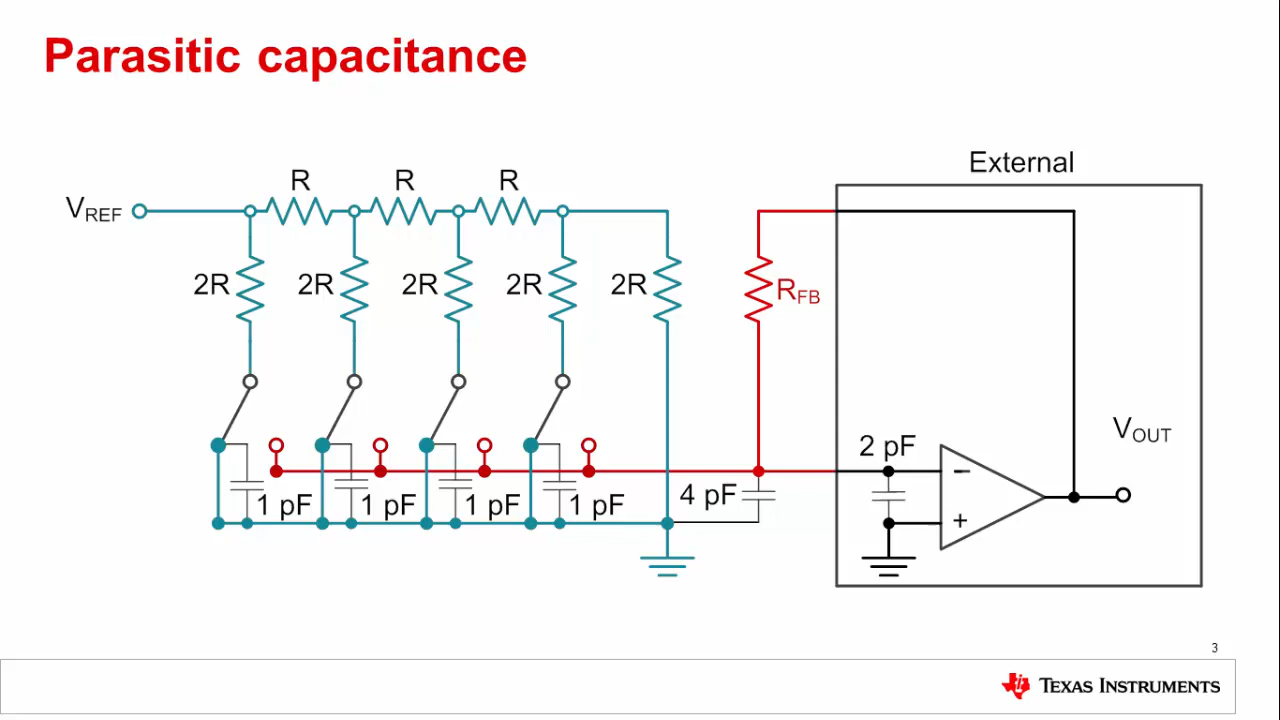 Parasitic capacitance
External
R R R
VREF
2R 2R 2R 2R 2R RFB
VOUT
2 pF
−
1 pF 1 pF 1 pF 1 pF 4 pF
+
3
TEXAS INSTRUMENTS